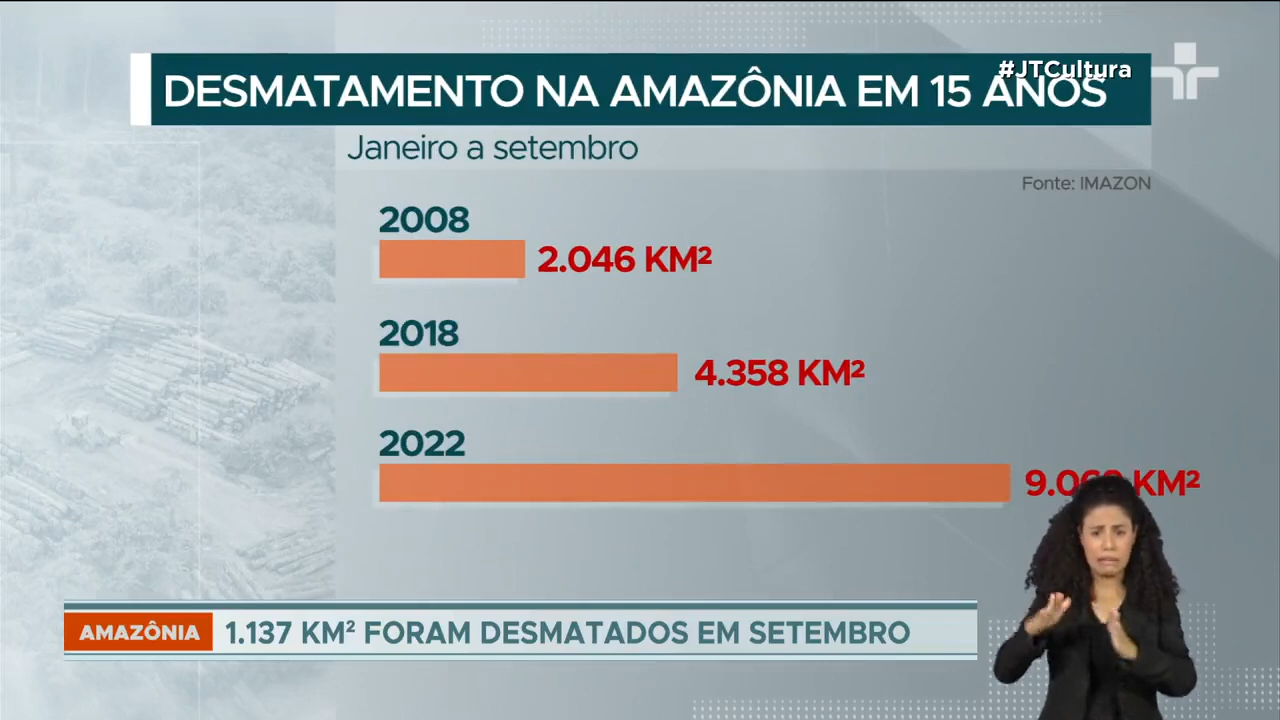 #JTCultura
DESMATAMENTO NA AMAZÔNIA EM 15 ANOS
Janeiro a setembro
Fonte: IMAZON
2008
2.046 KM²
2018
4.358 KM²
2022
KM²
AMAZÔNIA
1.137 KM² FORAM DESMATADOS EM SETEMBRO